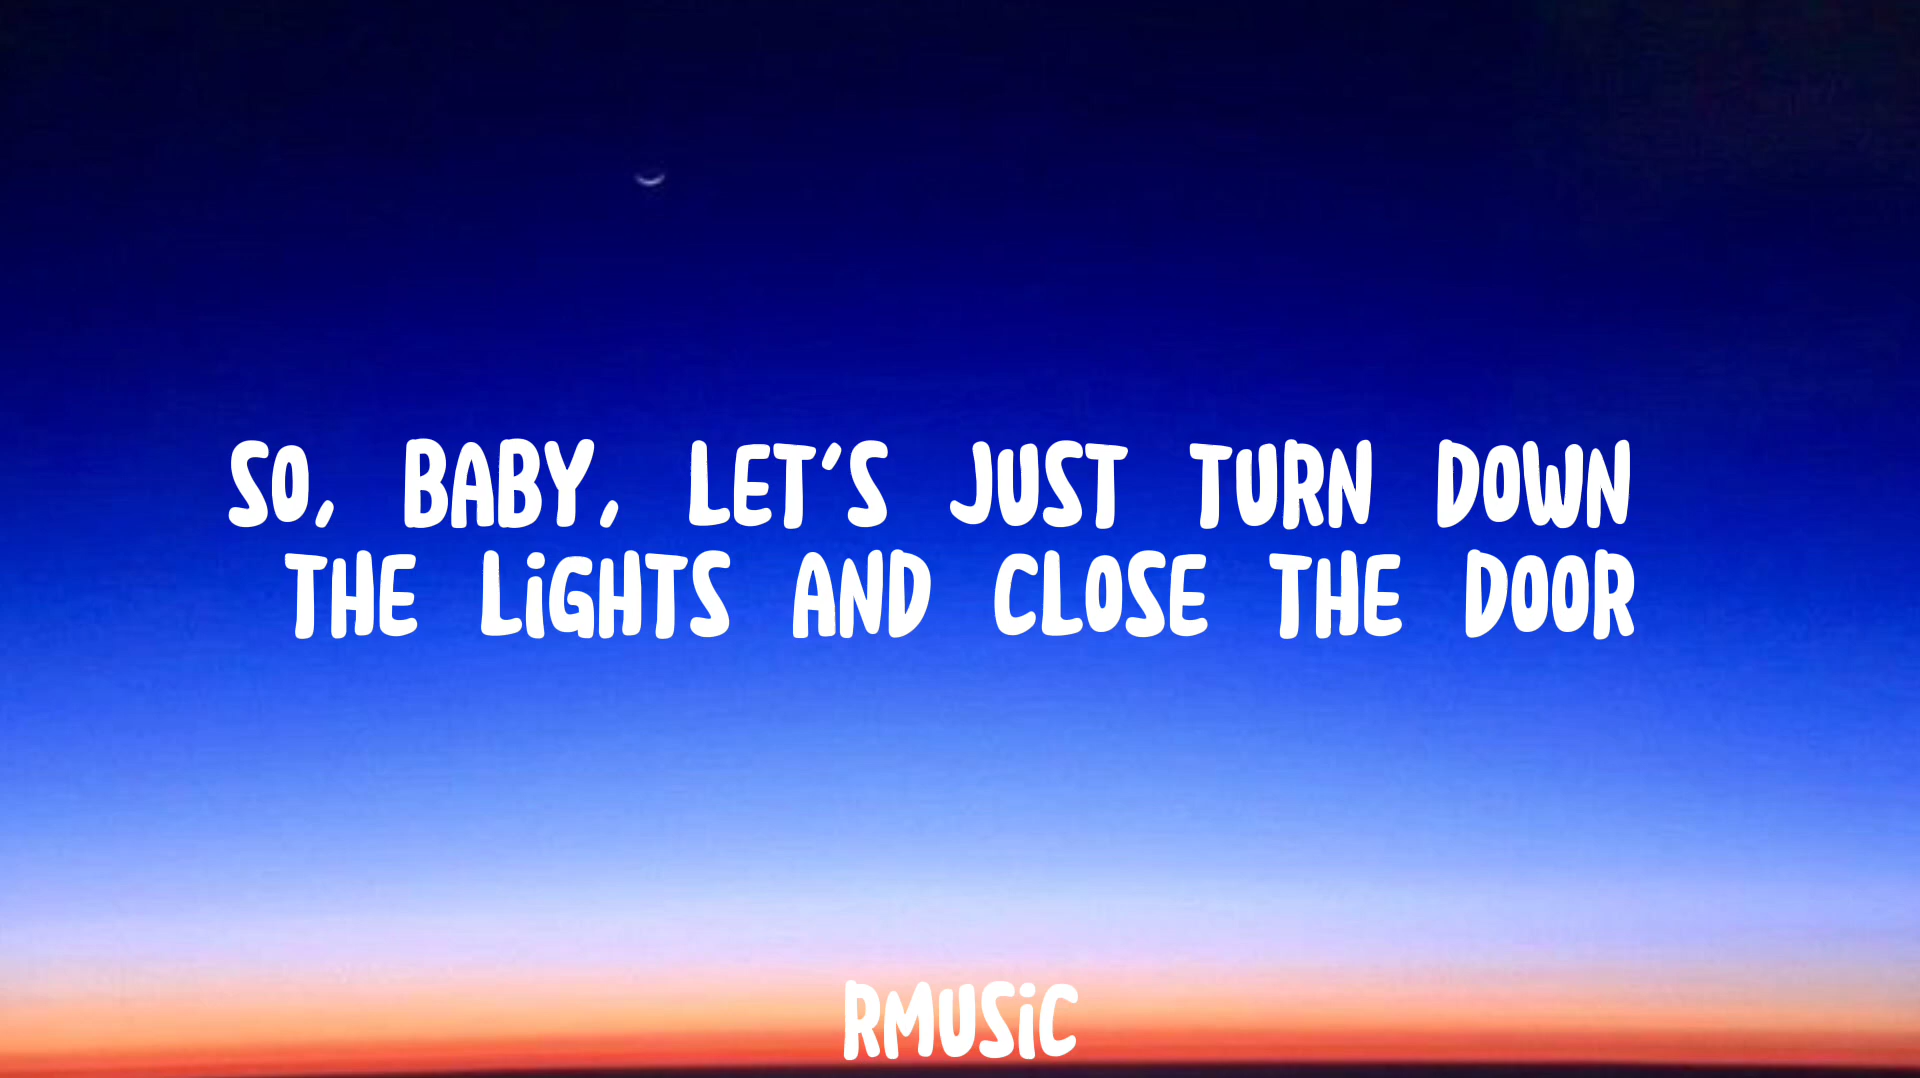 SO, BABY, LET'S JUST TURN DOWN
THE LiGHTS AND CLOSE THE DOOR
RMUSiC